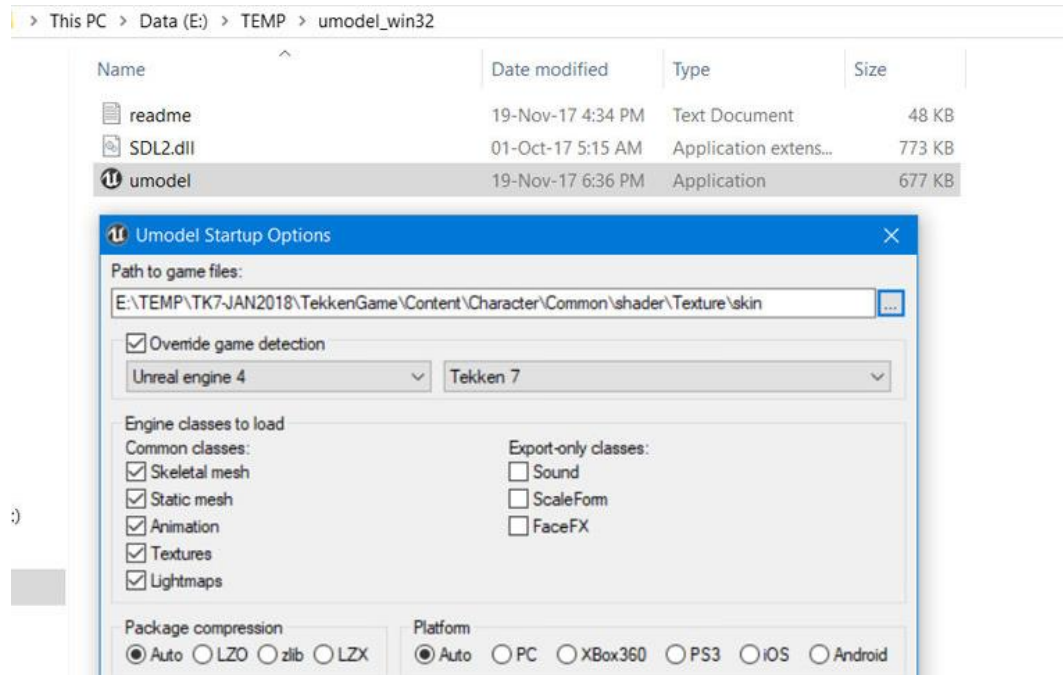 > This PC > Data (E:) > TEMP > umodel_win32
Name Date modified Type Size
readme 19-Nov-17 4:34 PM Text Document 48 KB
SDL2.dll 01-Oct-17 5:15 AM Application extens... 773 KB
umodel 19-Nov-17 6:36 PM Application 677 KB
Umodel Startup Options
Path to game files:
E:\TEMP\TK7-JAN2018\TekkenGame\Content\Character\Common\shader\Texture\skin ...
Override game detection
Unreal engine 4 Tekken 7
Engine classes to load
Common classes: Export-only classes:
Skeletal mesh Sound
Static mesh ScaleForm
Animation FaceFX
:)
Textures
Lightmaps
Package compression Platform
Auto LZO zlib LZX Auto PC XBox360 PS3 iOS Android